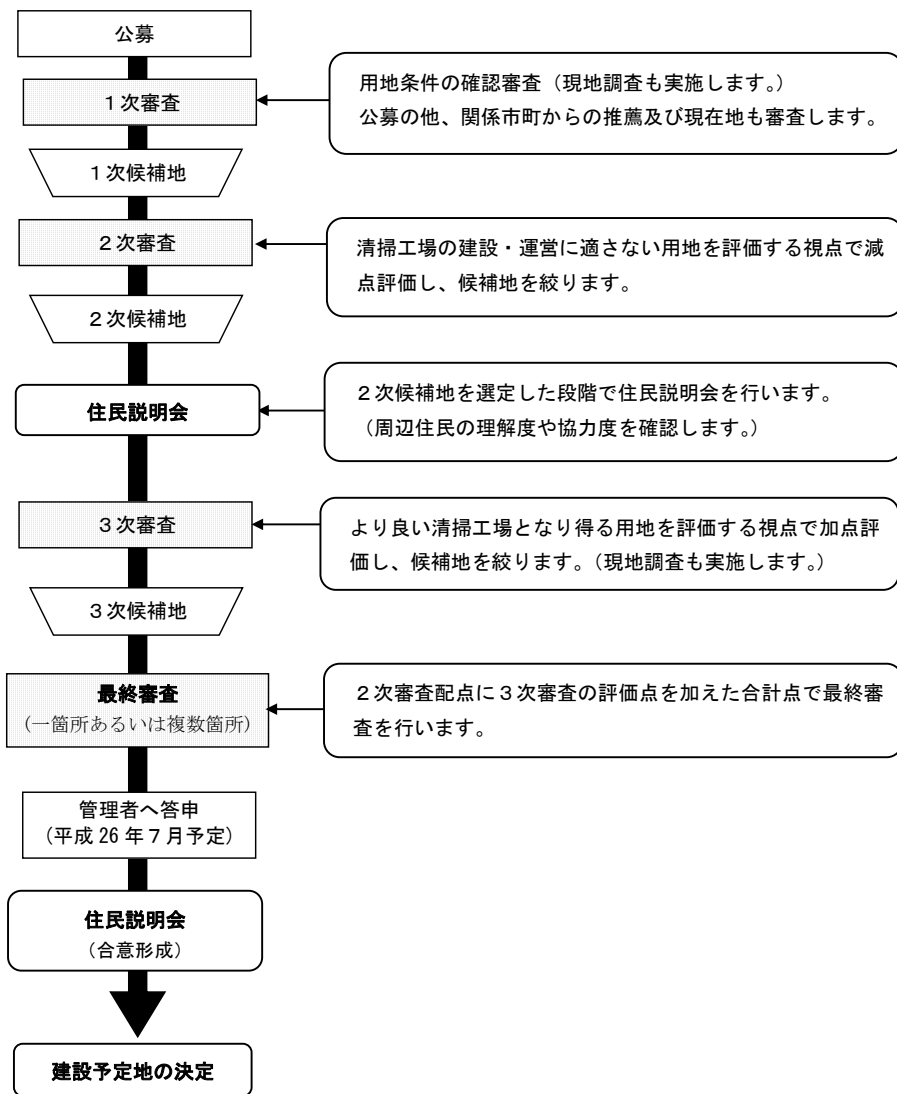 公募
1次審査
用地条件の確認審査（現地調査も実施します。）
公募の他、関係市町からの推薦及び現在地も審査します。
1次候補地
2次審査
清掃工場の建設・運営に適さない用地を評価する視点で減
点評価し、候補地を絞ります。
2次候補地
住民説明会
2次候補地を選定した段階で住民説明会を行います。
（周辺住民の理解度や協力度を確認します。）
3次審査
より良い清掃工場となり得る用地を評価する視点で加点評
価し、候補地を絞ります。（現地調査も実施します。）
3次候補地
最終審査
（一箇所あるいは複数箇所）
2次審査配点に3次審査の評価点を加えた合計点で最終審
査を行います。
管理者へ答申
（平成26年7月予定）
住民説明会
（合意形成）
建設予定地の決定